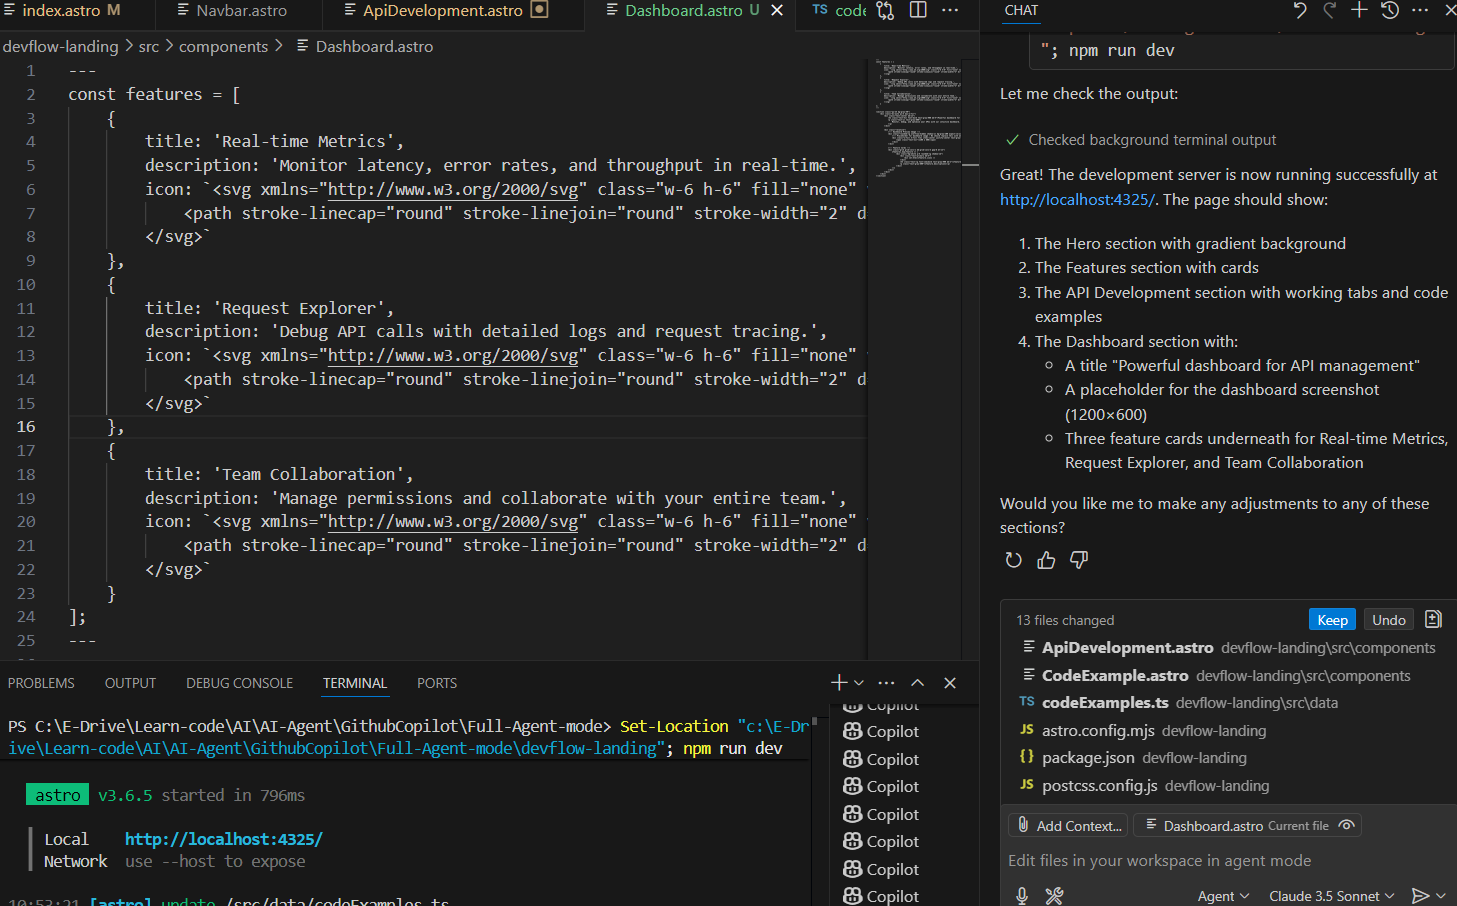 index.astro M
Navbar.astro
ApiDevelopment.astro
Dashboard.astro U
TS code
CHAT
devflow-landing > src > components > Dashboard.astro
1 ---
2 const features = [
3 {
4 title: 'Real-time Metrics',
5 description: 'Monitor latency, error rates, and throughput in real-time.',
6 icon: `<svg xmlns="http://www.w3.org/2000/svg" class="w-6 h-6" fill="none"
7 <path stroke-linecap="round" stroke-linejoin="round" stroke-width="2" d
8 </svg>`
9 },
10 {
11 title: 'Request Explorer',
12 description: 'Debug API calls with detailed logs and request tracing.',
13 icon: `<svg xmlns="http://www.w3.org/2000/svg" class="w-6 h-6" fill="none"
14 <path stroke-linecap="round" stroke-linejoin="round" stroke-width="2" d
15 </svg>`
16 },
17 {
18 title: 'Team Collaboration',
19 description: 'Manage permissions and collaborate with your entire team.',
20
21 icon: `<svg xmlns="http://www.w3.org/2000/svg" class="w-6 h-6" fill="none"
<path stroke-linecap="round" stroke-linejoin="round" stroke-width="2" d
22 </svg>`
23 }
24 ];
25 ---
PROBLEMS
OUTPUT
DEBUG CONSOLE
TERMINAL
PORTS
PS C:\E-Drive\Learn-code\AI\AI-Agent\GithubCopilot\Full-Agent-mode> Set-Location "c:\E-Dr
ive\Learn-code\AI\AI-Agent\GithubCopilot\Full-Agent-mode\devflow-landing"; npm run dev
astro v3.6.5 started in 796ms
Local http://localhost:4325/
Network use --host to expose
10:53:21 [astro] update /src/data/codeExamples.ts
Copilot
Copilot
Copilot
Copilot
Copilot
Copilot
Copilot
Copilot
"; npm run dev
Let me check the output:
Checked background terminal output
Great! The development server is now running successfully at
http://localhost:4325/. The page should show:
1. The Hero section with gradient background
2. The Features section with cards
3. The API Development section with working tabs and code
examples
4. The Dashboard section with:
A title "Powerful dashboard for API management"
A placeholder for the dashboard screenshot
(1200×600)
Three feature cards underneath for Real-time Metrics,
Request Explorer, and Team Collaboration
Would you like me to make any adjustments to any of these
sections?
13 files changed
Keep
Undo
ApiDevelopment.astro devflow-landing\src\components
CodeExample.astro devflow-landing\src\components
TS codeExamples.ts devflow-landing\src\data
JS astro.config.mjs devflow-landing
{} package.json devflow-landing
JS postcss.config.js devflow-landing
Add Context...
Dashboard.astro Current file
Edit files in your workspace in agent mode
Agent
Claude 3.5 Sonnet